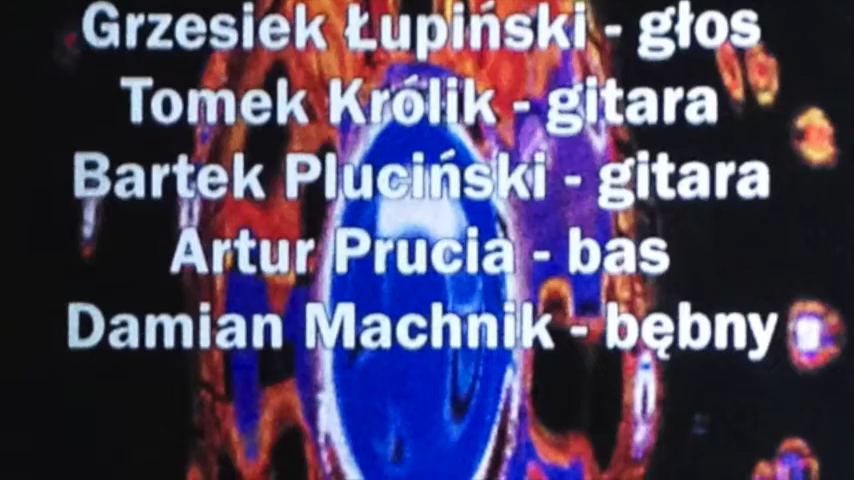 Grzesiek Łupiński - głos
Tomek Królik - gitara
Bartek Pluciński - gitara
Artur Prucia - bas
Damian Machnik - bębny